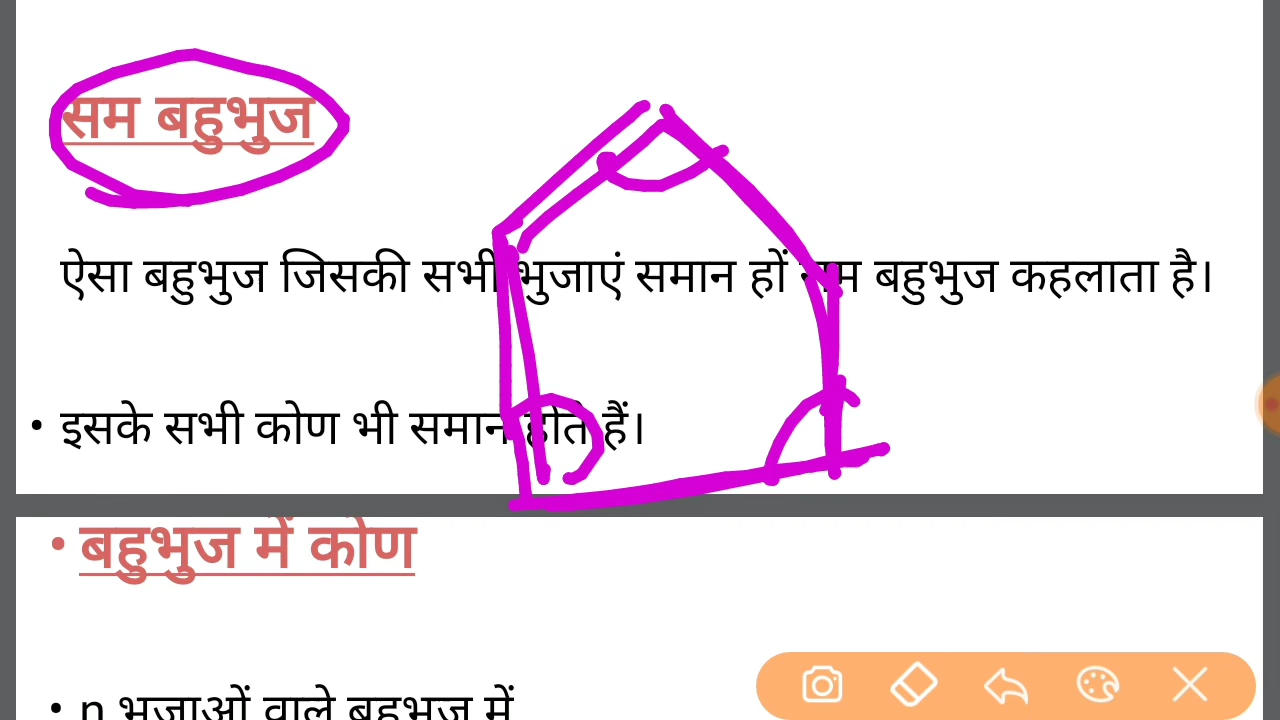 सम बहुभुज
ऐसा बहुभुज जिसकी सभी भुजाएं समान हों सम बहुभुज कहलाता है।
• इसके सभी कोण भी समान होते हैं।
• बहुभुज में कोण
• n भुजाओं वाले बहुभुज में